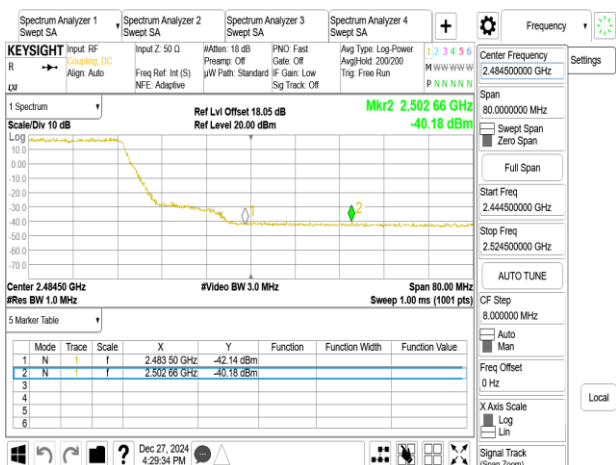 Spectrum Analyzer 1
Swept SA
Spectrum Analyzer 2
Swept SA
Spectrum Analyzer 3
Swept SA
Spectrum Analyzer 4
Swept SA
+
Frequency
Settings
KEYSIGHT
R
Input: RF
Coupling: DC
Align: Auto
Input Z: 50 Ω
Freq Ref: Int (S)
NFE: Adaptive
#Atten: 18 dB
Preamp: Off
µW Path: Standard
PNO: Fast
Gate: Off
IF Gain: Low
Sig Track: Off
Avg Type: Log-Power
Avg|Hold: 200/200
Trig: Free Run
1 2 3 4 5 6
M W W W W W
P N N N N N
1 Spectrum
Scale/Div 10 dB
Ref Lvl Offset 18.05 dB
Ref Level 20.00 dBm
Mkr2 2.502 66 GHz
-40.18 dBm
Log
10.0
0.00
-10.0
-20.0
-30.0
-40.0
-50.0
-60.0
-70.0
1
2
Center 2.48450 GHz
#Res BW 1.0 MHz
#Video BW 3.0 MHz
Span 80.00 MHz
Sweep 1.00 ms (1001 pts)
5 Marker Table
Mode Trace Scale X Y Function Function Width Function Value
1 N 1 f 2.483 50 GHz -42.14 dBm
2 N 1 f 2.502 66 GHz -40.18 dBm
3
4
5
6
?
Dec 27, 2024
4:29:34 PM
Center Frequency
2.484500000 GHz
Span
80.0000000 MHz
Swept Span
Zero Span
Full Span
Start Freq
2.444500000 GHz
Stop Freq
2.524500000 GHz
AUTO TUNE
CF Step
8.000000 MHz
Auto
Man
Freq Offset
0 Hz
X Axis Scale
Log
Lin
Signal Track
(Span Zoom)
Local